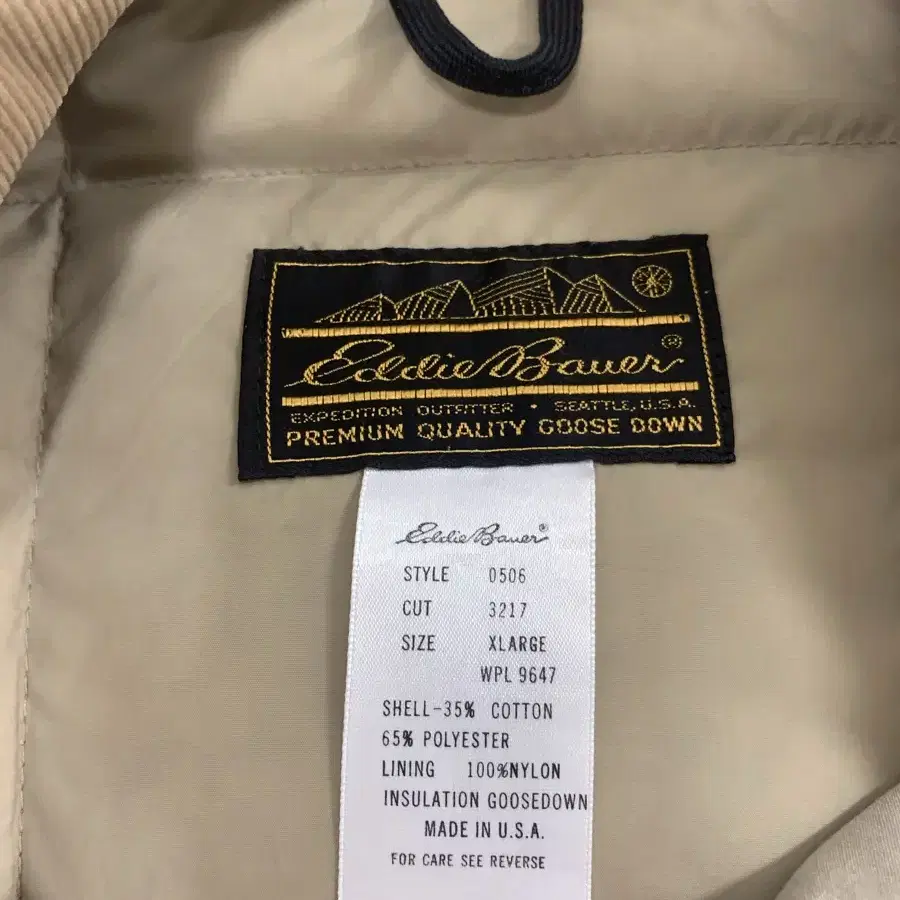 Eddie Bauer®
EXPEDITION OUTFITTER • SEATTLE, U.S.A.
PREMIUM QUALITY GOOSE DOWN
Eddie Bauer®
STYLE 0506
CUT 3217
SIZE XLARGE
WPL 9647
SHELL-35% COTTON
65% POLYESTER
LINING 100%NYLON
INSULATION GOOSEDOWN
MADE IN U.S.A.
FOR CARE SEE REVERSE